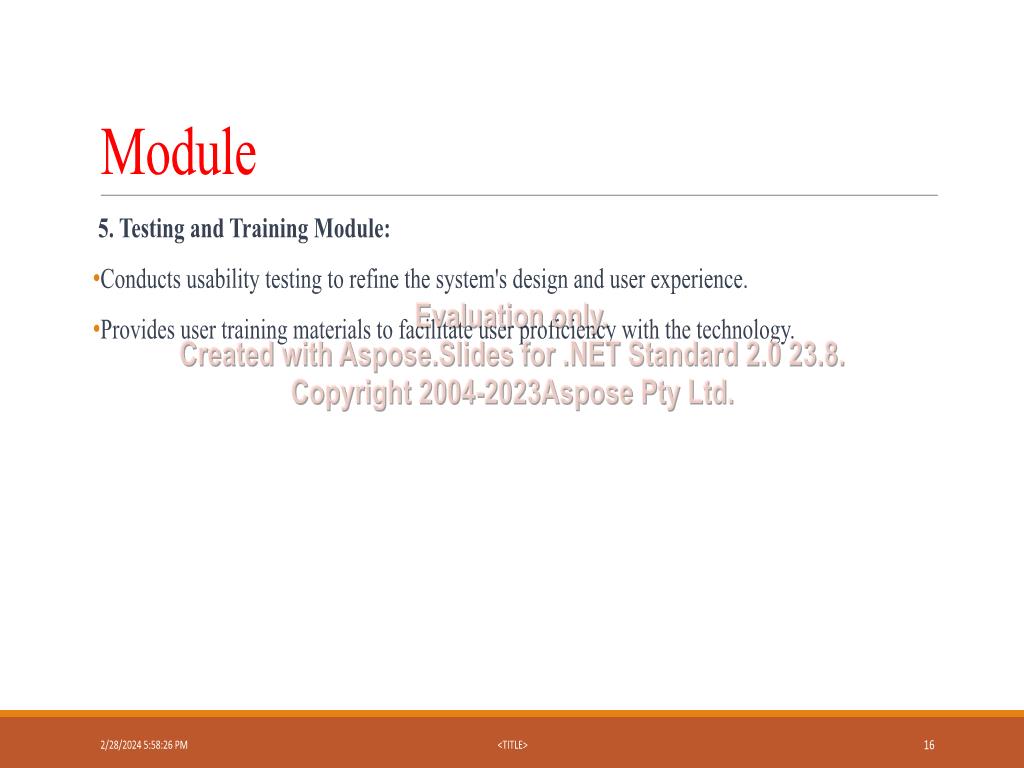 Module
5. Testing and Training Module:
•Conducts usability testing to refine the system's design and user experience.
Evaluation only.
•Provides user training materials to facilitate user proficiency with the technology.
Created with Aspose.Slides for .NET Standard 2.0 23.8.
Copyright 2004-2023Aspose Pty Ltd.
2/28/2024 5:58:26 PM
<TITLE>
16